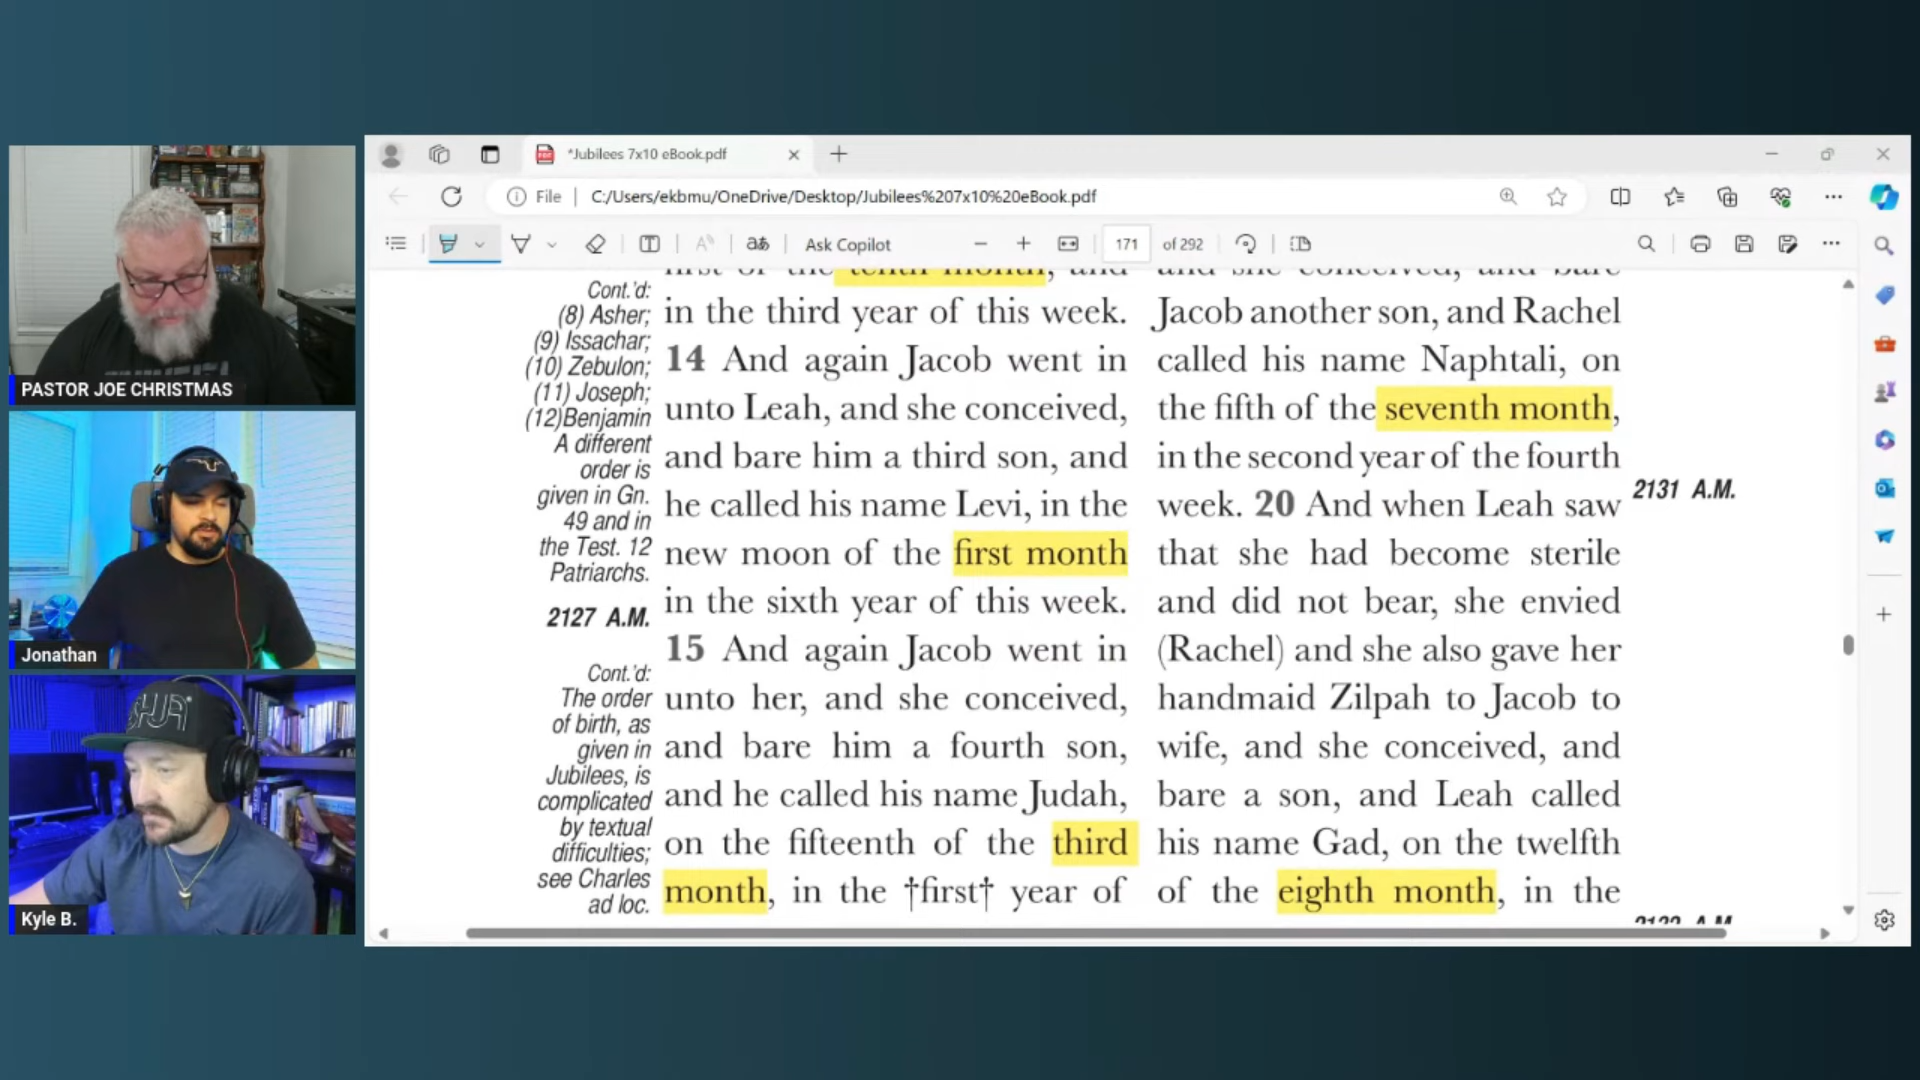 PASTOR JOE CHRISTMAS
Jonathan
Kyle B.
*Jubilees 7x10 eBook.pdf
File
C:/Users/ekbmu/OneDrive/Desktop/Jubilees%207x10%20eBook.pdf
Ask Copilot
171
of 292
Cont.'d:
(8) Asher;
(9) Issachar;
(10) Zebulon;
(11) Joseph;
(12)Benjamin
A different
order is
given in Gn.
49 and in
the Test. 12
Patriarchs.
2127 A.M.
Cont.'d:
The order
of birth, as
given in
Jubilees, is
complicated
by textual
difficulties;
see Charles
ad loc.
first of the tenth month, and
in the third year of this week.
14 And again Jacob went in
unto Leah, and she conceived,
and bare him a third son, and
he called his name Levi, in the
new moon of the first month
in the sixth year of this week.
15 And again Jacob went in
unto her, and she conceived,
and bare him a fourth son,
and he called his name Judah,
on the fifteenth of the third
month, in the †first† year of
and she conceived, and bare
Jacob another son, and Rachel
called his name Naphtali, on
the fifth of the seventh month,
in the second year of the fourth
week. 20 And when Leah saw
that she had become sterile
and did not bear, she envied
(Rachel) and she also gave her
handmaid Zilpah to Jacob to
wife, and she conceived, and
bare a son, and Leah called
his name Gad, on the twelfth
of the eighth month, in the
2131 A.M.